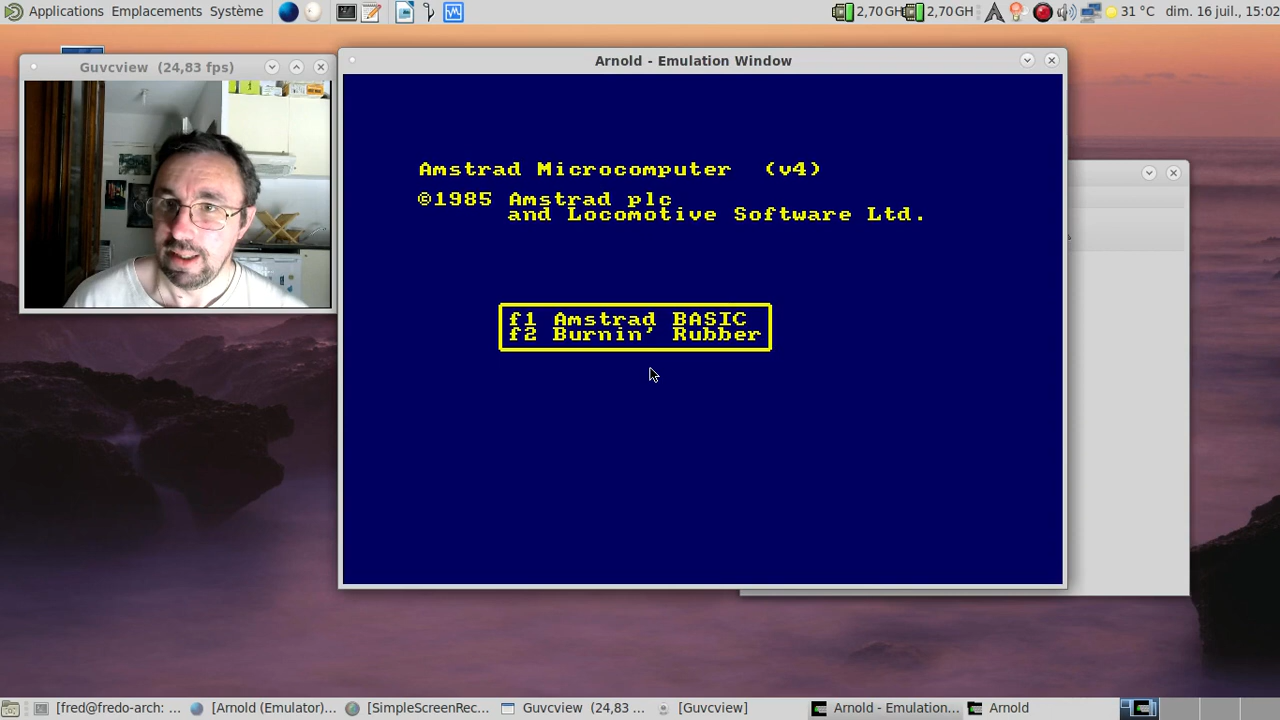 Applications Emplacements Système
2,70 GH 2,70 GH 31 °C dim. 16 juil., 15:02
Guvcview (24,83 fps)
Arnold - Emulation Window
Amstrad Microcomputer (v4)
©1985 Amstrad plc
and Locomotive Software Ltd.
f1 Amstrad BASIC
f2 Burnin' Rubber
[fred@fredo-arch: ... [Arnold (Emulator)... [SimpleScreenRec... Guvcview (24,83 ... [Guvcview] Arnold - Emulation... Arnold